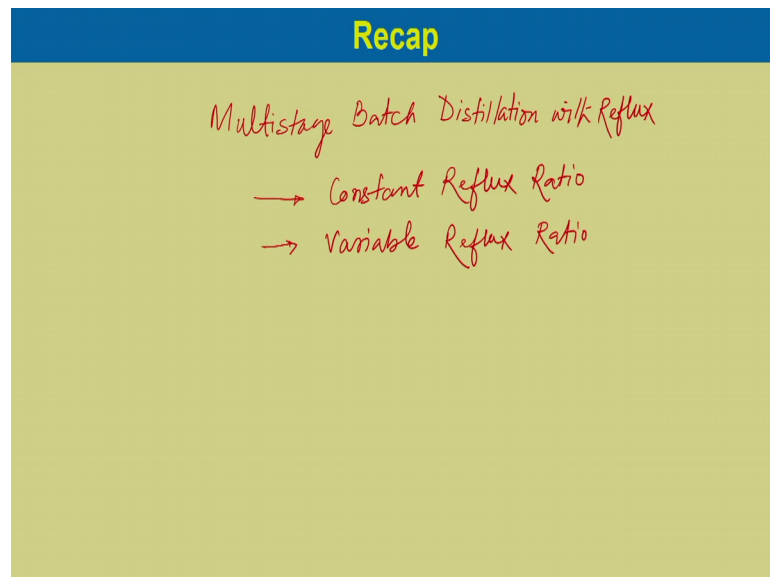 Recap
Multistage Batch Distillation with Reflux
→ Constant Reflux Ratio
→ Variable Reflux Ratio